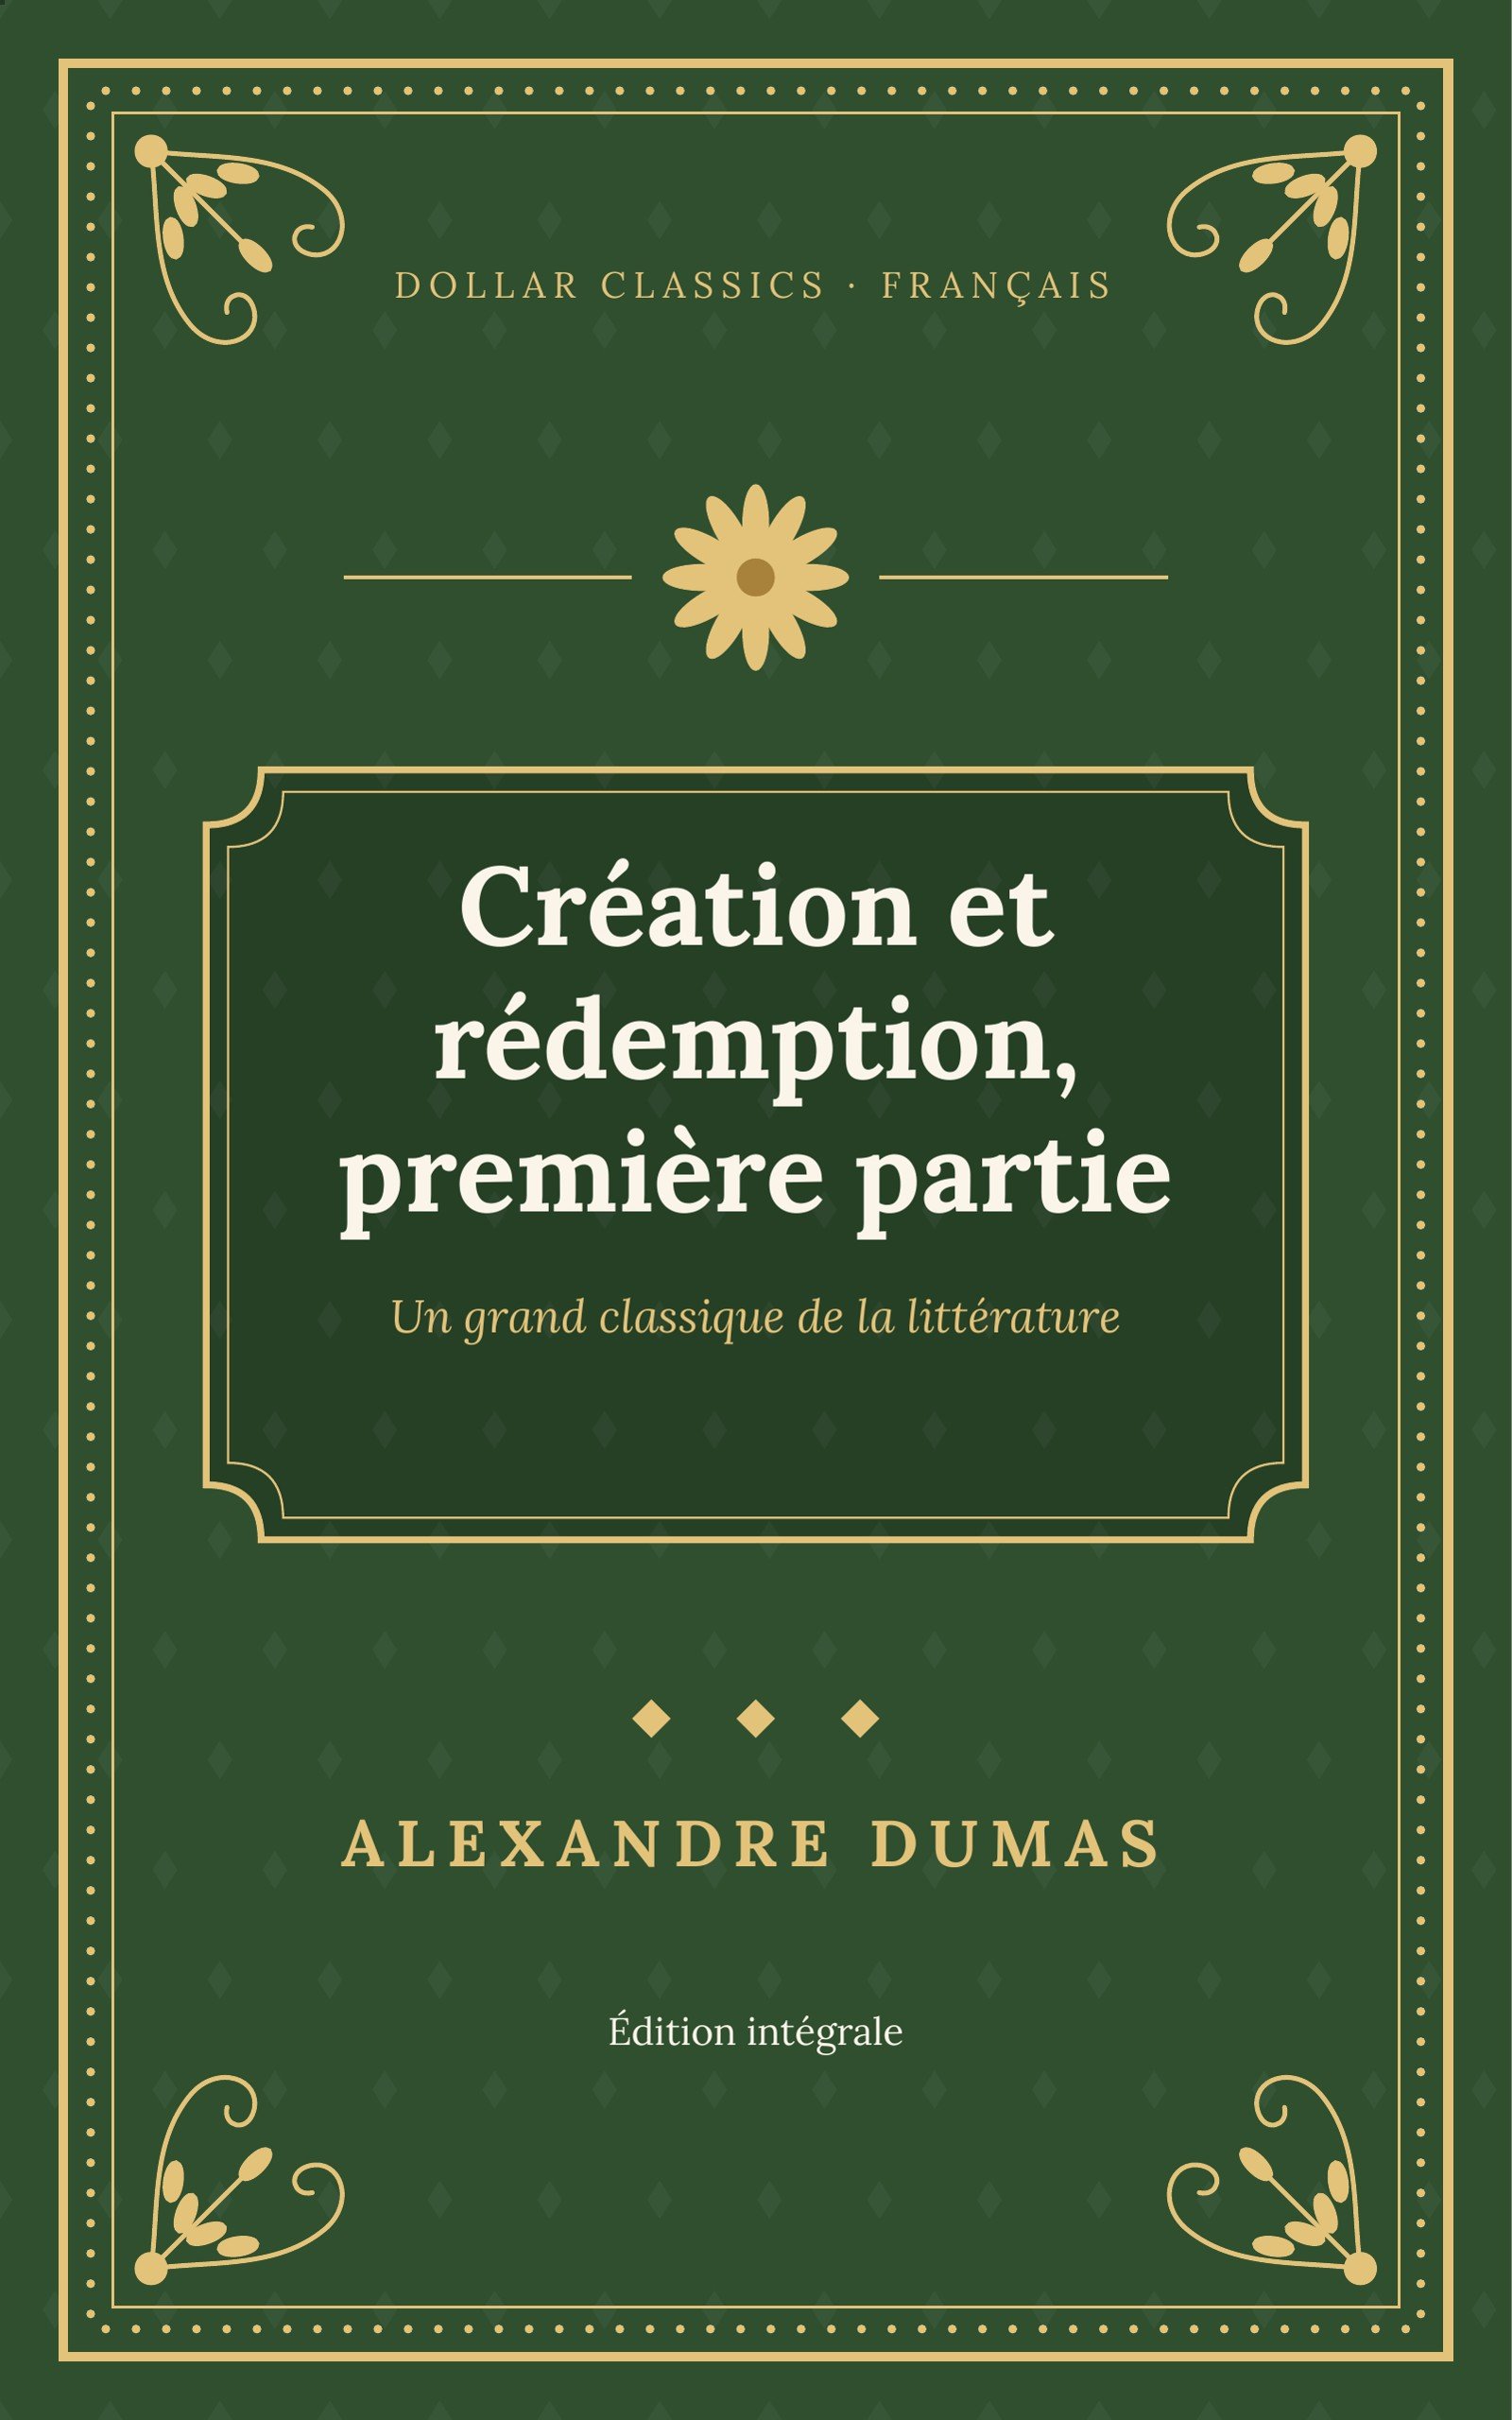 DOLLAR CLASSICS · FRANÇAIS
Création et
rédemption,
première partie
Un grand classique de la littérature
ALEXANDRE DUMAS
Édition intégrale